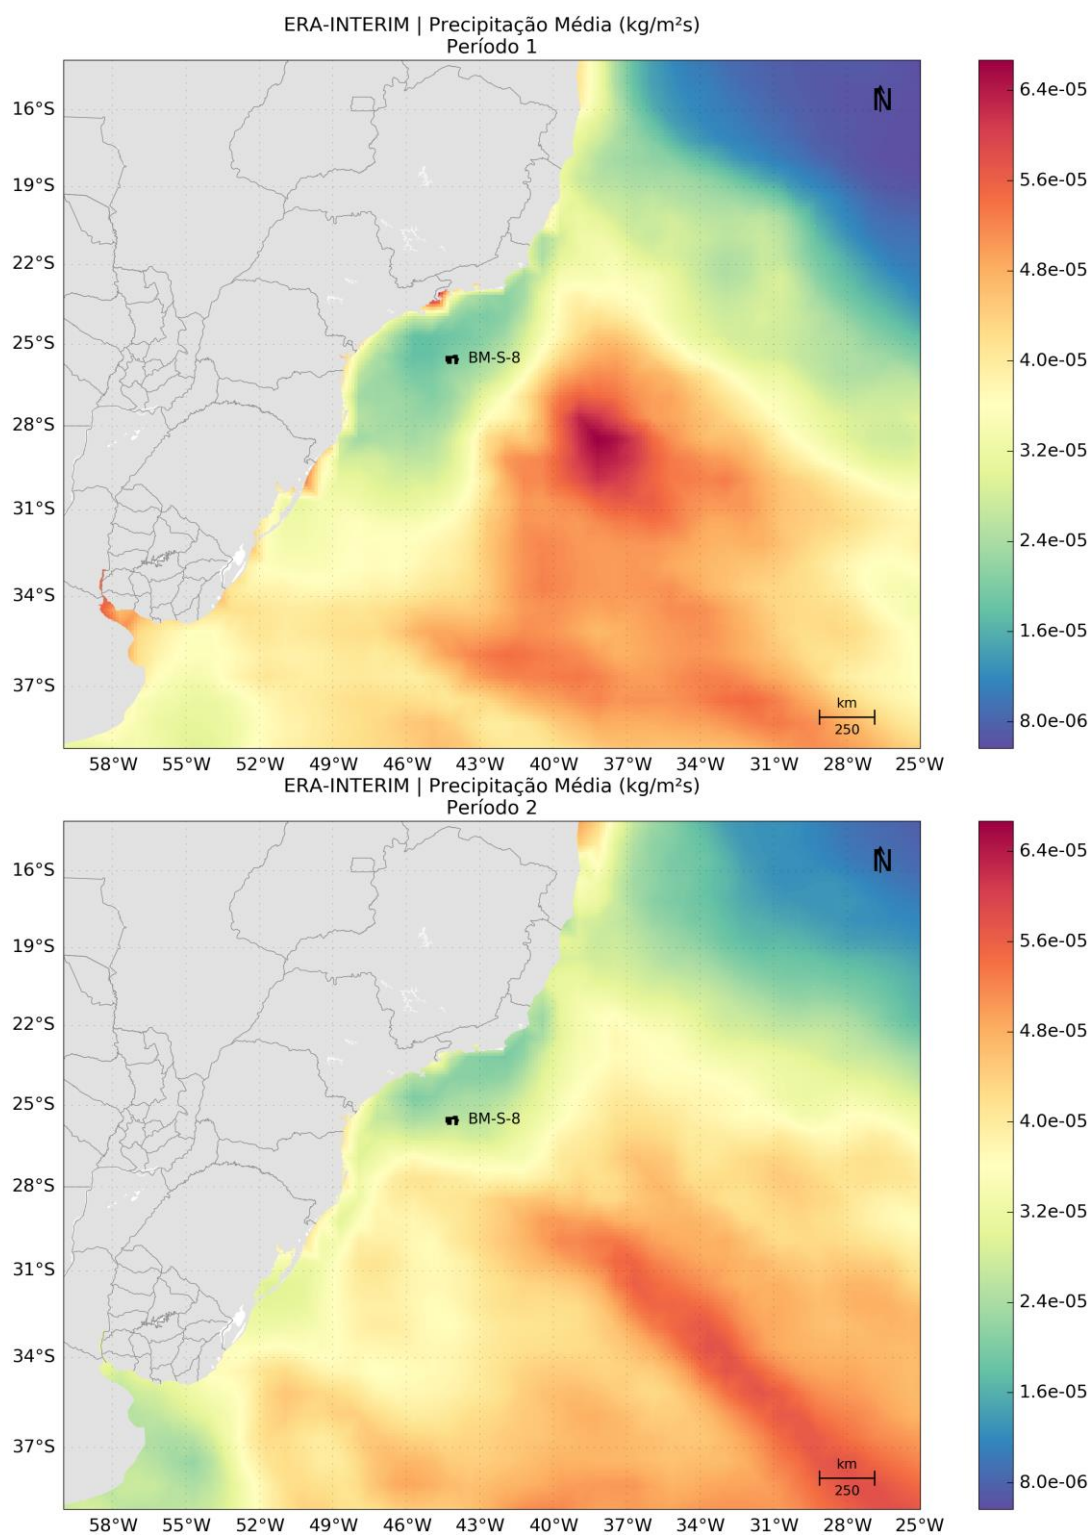 ERA-INTERIM | Precipitação Média (kg/m²s)
Período 1
16°S
19°S
22°S
25°S
28°S
31°S
34°S
37°S
N
BM-S-8
km
250
58°W 55°W 52°W 49°W 46°W 43°W 40°W 37°W 34°W 31°W 28°W 25°W
6.4e-05
5.6e-05
4.8e-05
4.0e-05
3.2e-05
2.4e-05
1.6e-05
8.0e-06
ERA-INTERIM | Precipitação Média (kg/m²s)
Período 2
16°S
19°S
22°S
25°S
28°S
31°S
34°S
37°S
N
BM-S-8
km
250
58°W 55°W 52°W 49°W 46°W 43°W 40°W 37°W 34°W 31°W 28°W 25°W
6.4e-05
5.6e-05
4.8e-05
4.0e-05
3.2e-05
2.4e-05
1.6e-05
8.0e-06